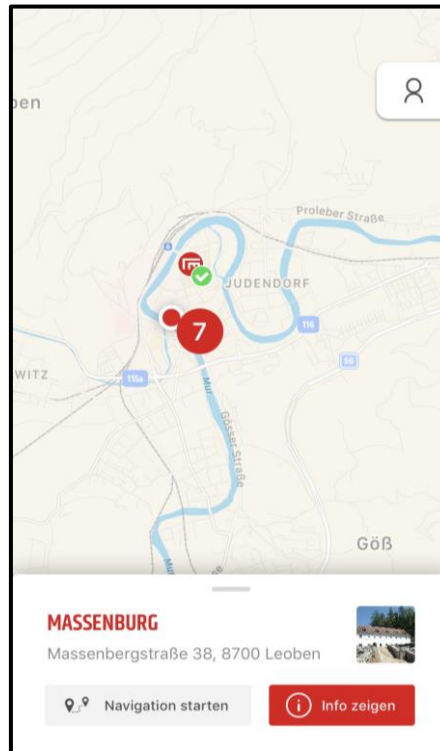 ben
Proleber Straße
JUDENDORF
7
116
WITZ
115a
50
Mur
Gösser Straße
Göß
MASSENBURG
Massenbergstraße 38, 8700 Leoben
Navigation starten
Info zeigen